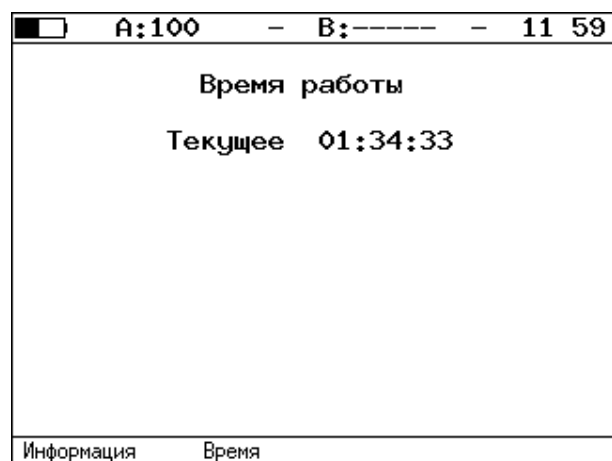 A:100 – B:----- – 11 59
Время работы
Текущее 01:34:33
Информация Время